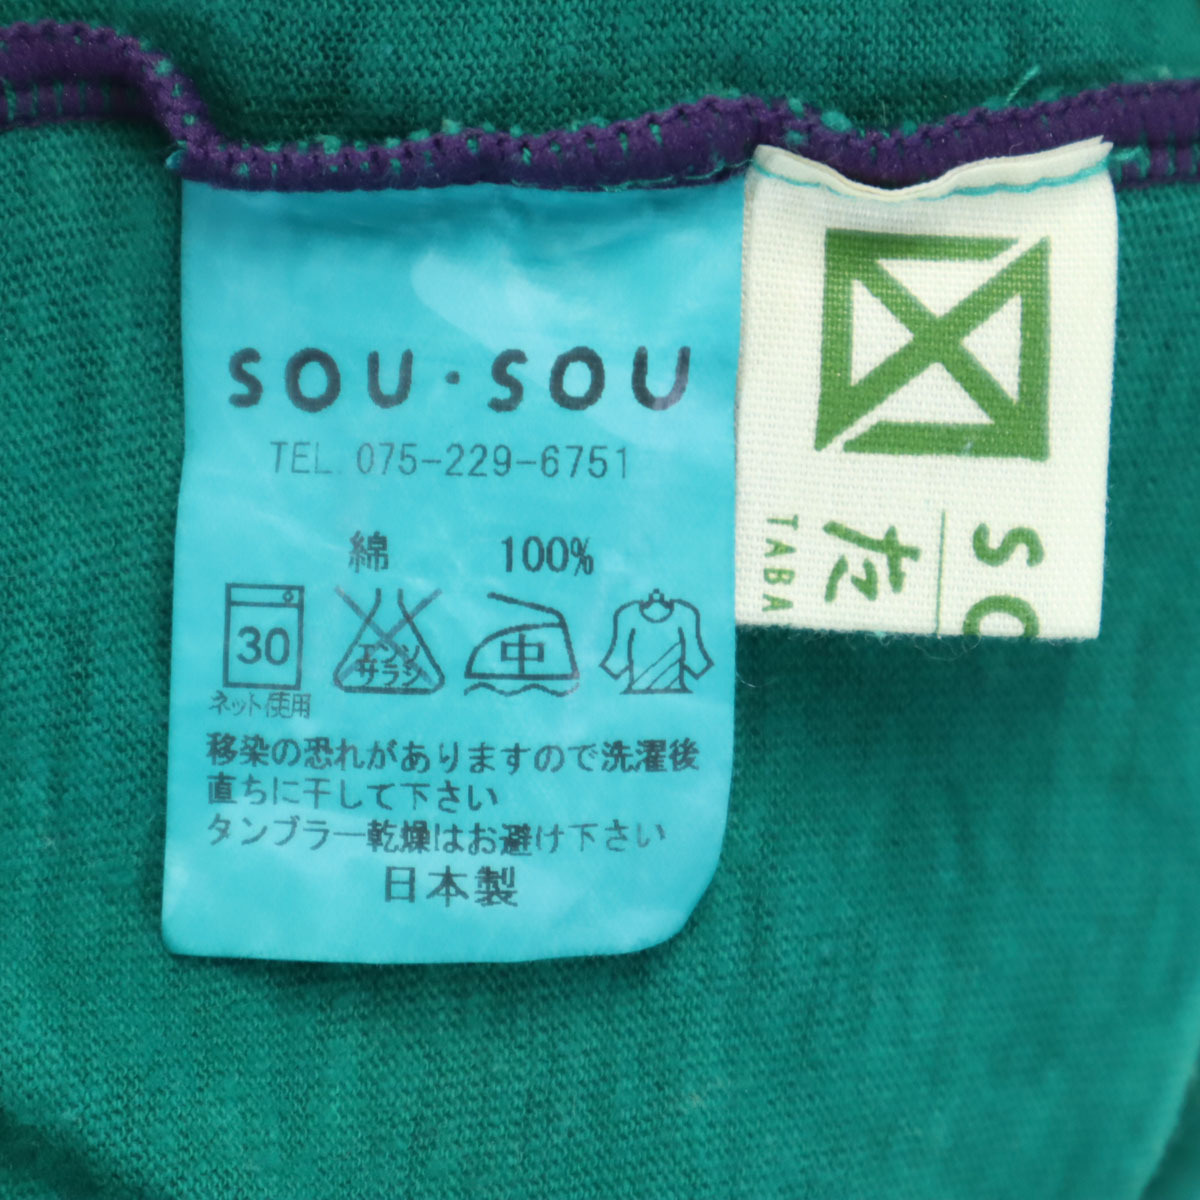 SOU・SOU
TEL. 075-229-6751
綿 100%
30
エンソ
サラシ
中
ネット使用
移染の恐れがありますので洗濯後
直ちに干して下さい
タンブラー乾燥はお避け下さい
日本製
SO
た
TABA